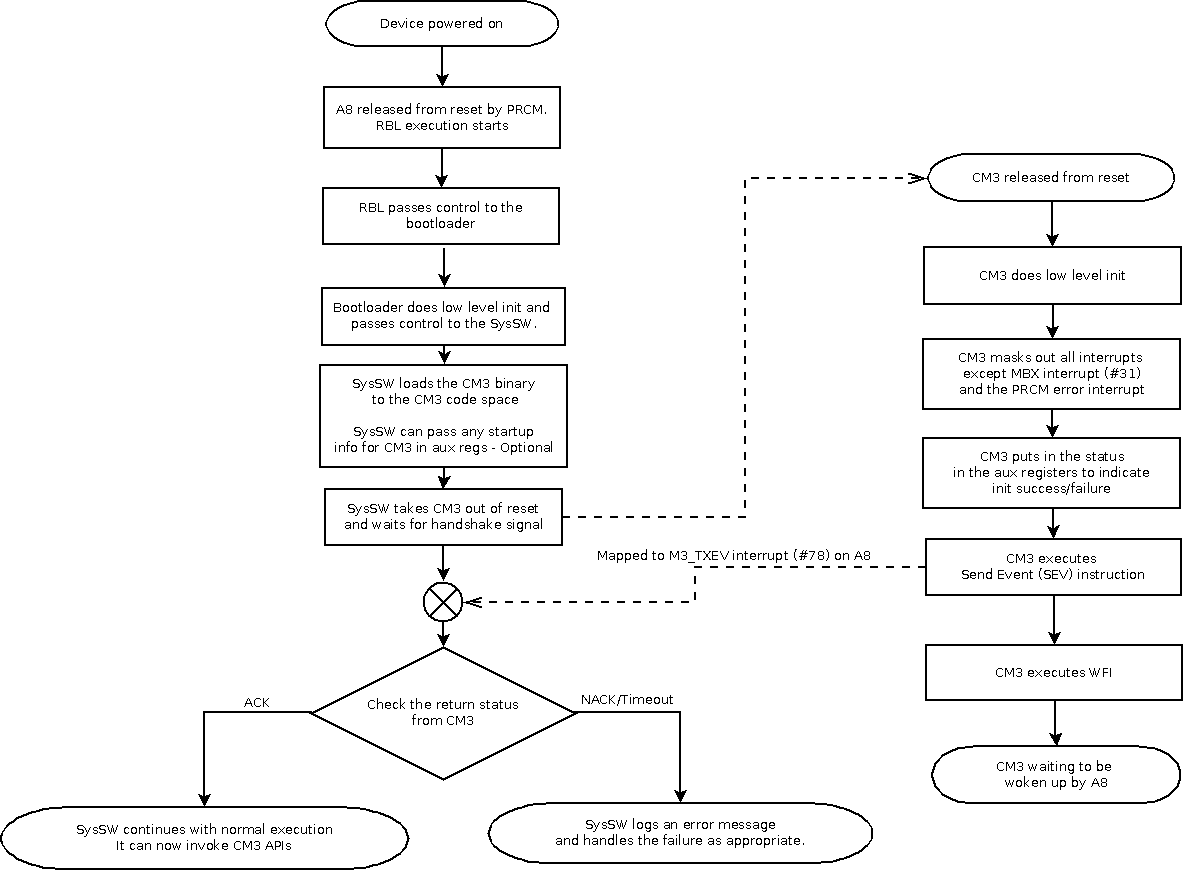 Device powered on
A8 released from reset by PRCM.
RBL execution starts
RBL passes control to the
bootloader
Bootloader does low level init and
passes control to the SysSW.
SysSW loads the CM3 binary
to the CM3 code space
SysSW can pass any startup
info for CM3 in aux regs - Optional
SysSW takes CM3 out of reset
and waits for handshake signal
Check the return status
from CM3
ACK
NACK/Timeout
SysSW continues with normal execution
It can now invoke CM3 APIs
SysSW logs an error message
and handles the failure as appropriate.
CM3 released from reset
CM3 does low level init
CM3 masks out all interrupts
except MBX interrupt (#31)
and the PRCM error interrupt
CM3 puts in the status
in the aux registers to indicate
init success/failure
CM3 executes
Send Event (SEV) instruction
Mapped to M3_TXEV interrupt (#78) on A8
CM3 executes WFI
CM3 waiting to be
woken up by A8